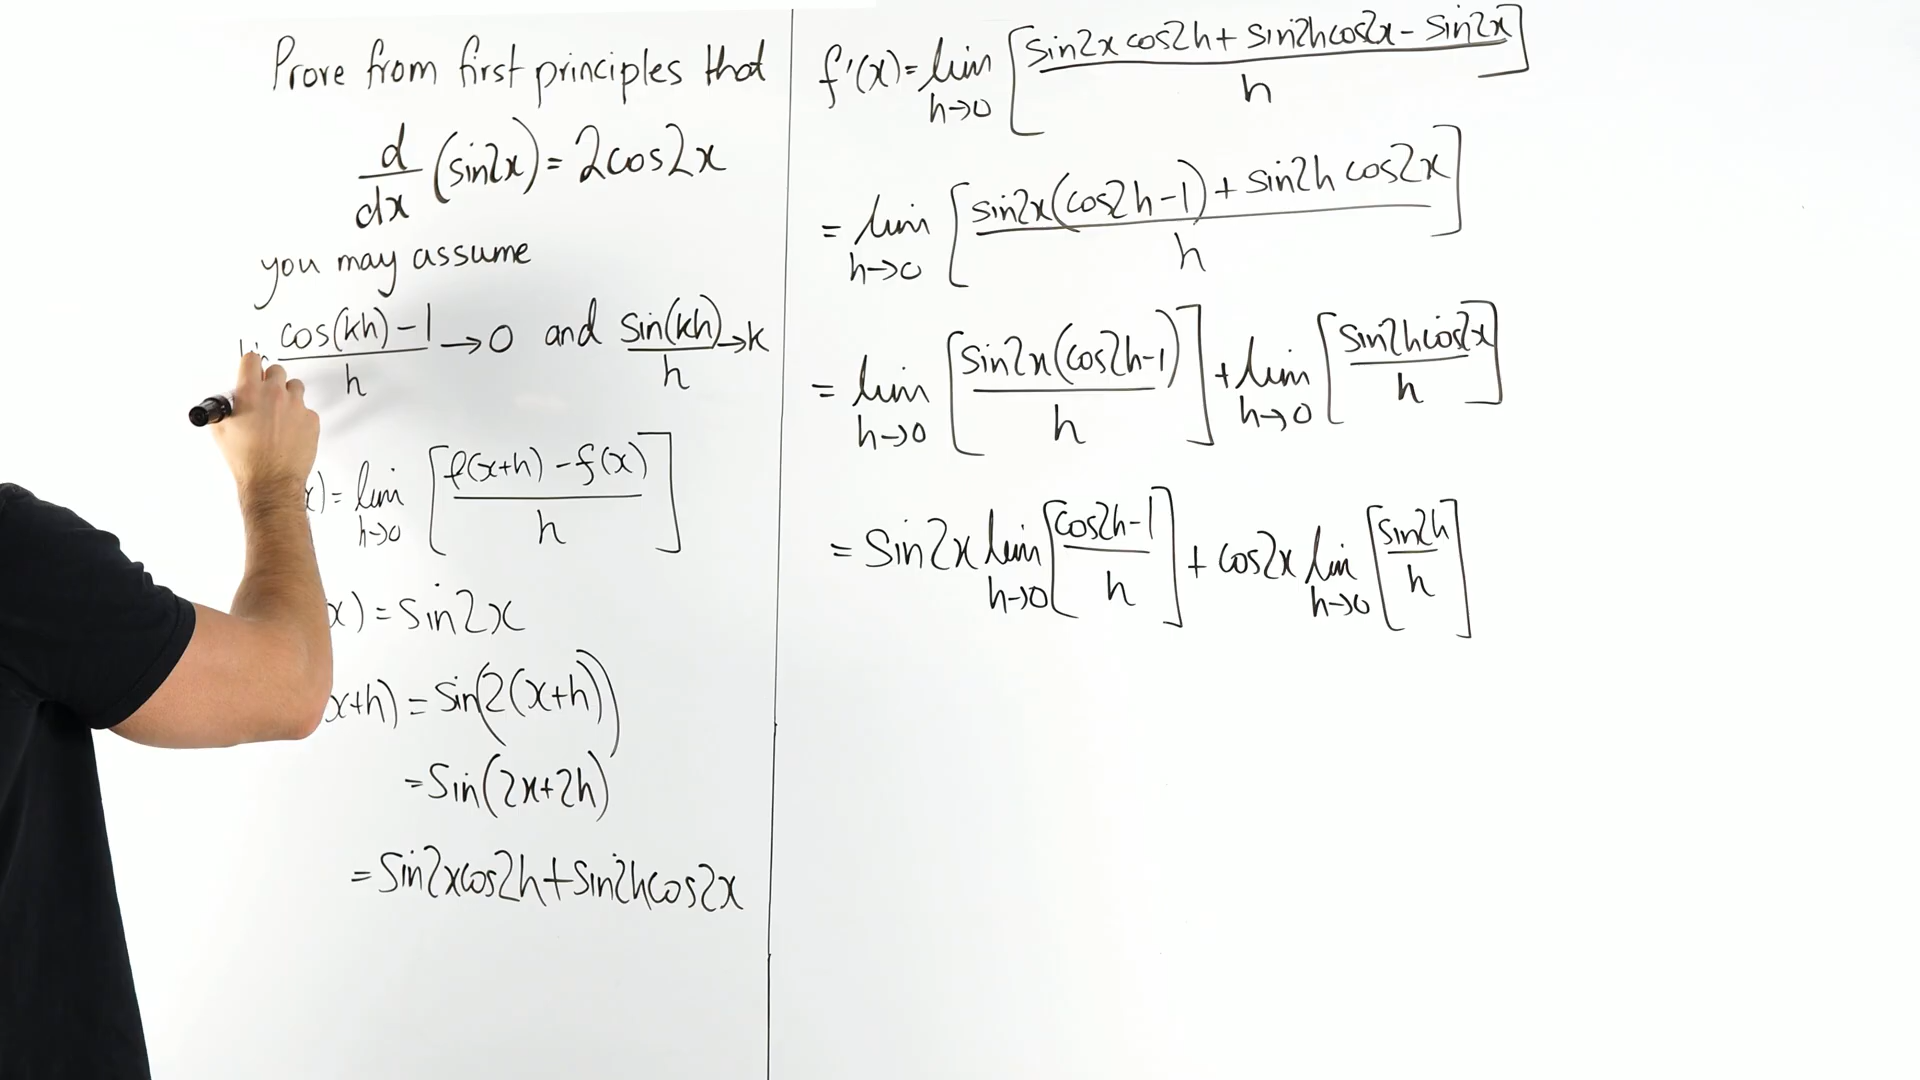 Prove from first principles that
d/dx (sin2x) = 2cos2x
you may assume
cos(kh) - 1 / h → 0 and sin(kh) / h → k
x) = lim h→0 [f(x+h) - f(x) / h]
x) = sin2x
x+h) = sin(2(x+h))
= Sin(2x+2h)
= Sin2xcos2h + Sin2hcos2x
f'(x) = lim h→0 [sin2x cos2h + sin2hcos2x - sin2x / h]
= lim h→0 [sin2x(cos2h-1) + sin2h cos2x / h]
= lim h→0 [sin2x(cos2h-1) / h] + lim h→0 [sin2hcos2x / h]
= Sin2x lim h→0 [cos2h-1 / h] + cos2x lim h→0 [sin2h / h]